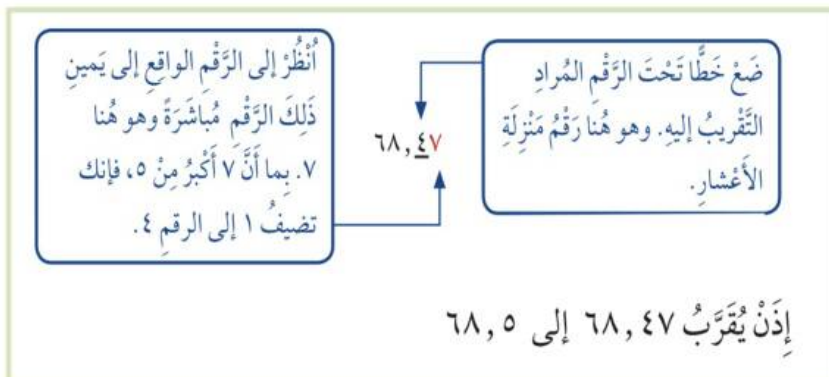 ضَعْ خَطًّا تَحْتَ الرَّقْمِ المُرادِ
التَّقْرِيبُ إليهِ. وهو هُنا رَقْمُ مَنْزِلَةِ
الأَعْشارِ.
٦٨,٤٧
اُنْظُرْ إلى الرَّقْمِ الواقِعِ إلى يَمينِ
ذَلِكَ الرَّقْمِ مُباشَرَةً وهو هُنا
٧. بِما أَنَّ ٧ أَكْبرُ مِنْ ٥، فإنك
تضيفُ ١ إلى الرقمِ ٤.
إِذَنْ يُقَرَّبُ ٦٨,٤٧ إلى ٦٨,٥